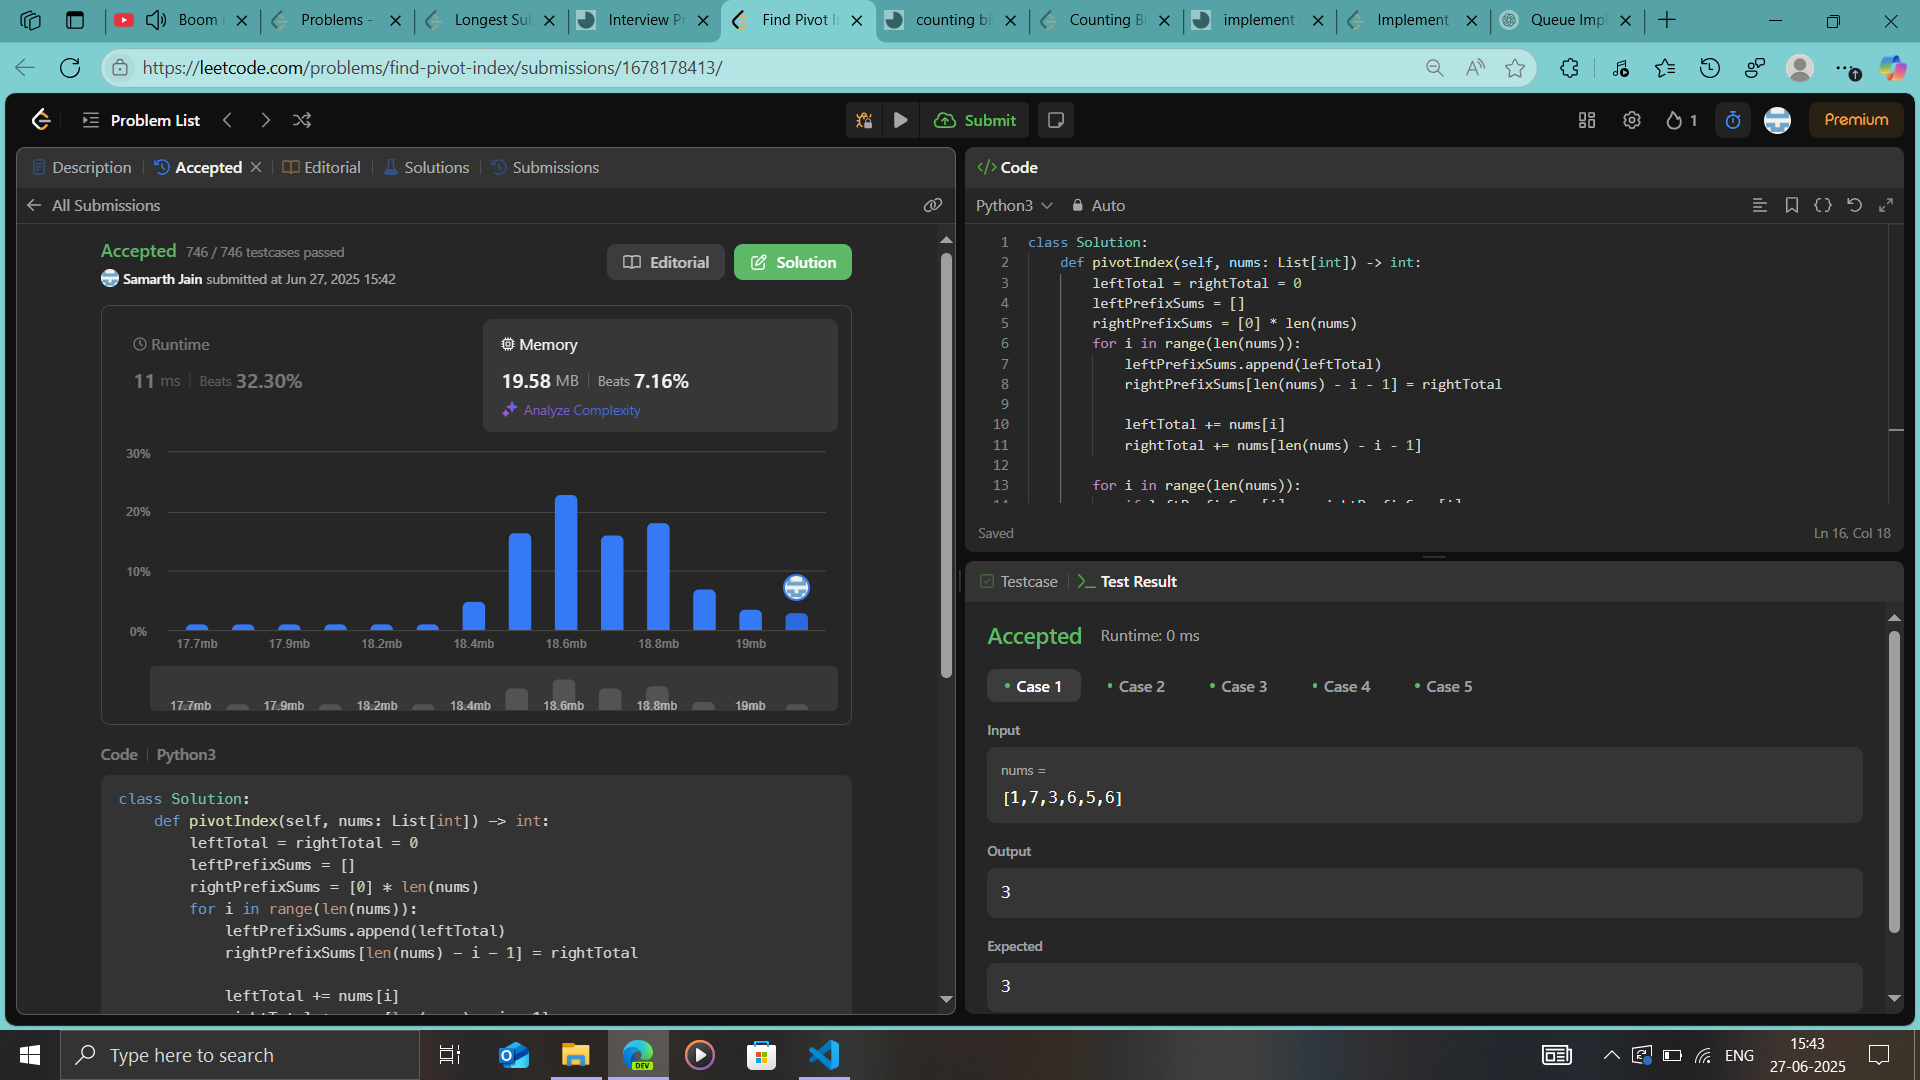 Boom
Problems -
Longest Su
Interview Pr
Find Pivot In
counting bi
Counting B
implement
Implement
Queue Imp
https://leetcode.com/problems/find-pivot-index/submissions/1678178413/
Problem List
Submit
1
Premium
Description
Accepted
Editorial
Solutions
Submissions
All Submissions
Accepted 746 / 746 testcases passed
Samarth Jain submitted at Jun 27, 2025 15:42
Editorial
Solution
Runtime
11 ms Beats 32.30%
Memory
19.58 MB Beats 7.16%
Analyze Complexity
30%
20%
10%
0%
17.7mb 17.9mb 18.2mb 18.4mb 18.6mb 18.8mb 19mb
17.7mb 17.9mb 18.2mb 18.4mb 18.6mb 18.8mb 19mb
Code Python3
class Solution:
    def pivotIndex(self, nums: List[int]) -> int:
        leftTotal = rightTotal = 0
        leftPrefixSums = []
        rightPrefixSums = [0] * len(nums)
        for i in range(len(nums)):
            leftPrefixSums.append(leftTotal)
            rightPrefixSums[len(nums) - i - 1] = rightTotal
            leftTotal += nums[i]
</> Code
Python3
Auto
1 class Solution:
2     def pivotIndex(self, nums: List[int]) -> int:
3         leftTotal = rightTotal = 0
4         leftPrefixSums = []
5         rightPrefixSums = [0] * len(nums)
6         for i in range(len(nums)):
7             leftPrefixSums.append(leftTotal)
8             rightPrefixSums[len(nums) - i - 1] = rightTotal
9
10             leftTotal += nums[i]
11             rightTotal += nums[len(nums) - i - 1]
12
13         for i in range(len(nums)):
Saved
Ln 16, Col 18
Testcase
Test Result
Accepted Runtime: 0 ms
Case 1
Case 2
Case 3
Case 4
Case 5
Input
nums =
[1,7,3,6,5,6]
Output
3
Expected
3
Type here to search
DEV
ENG
15:43
27-06-2025